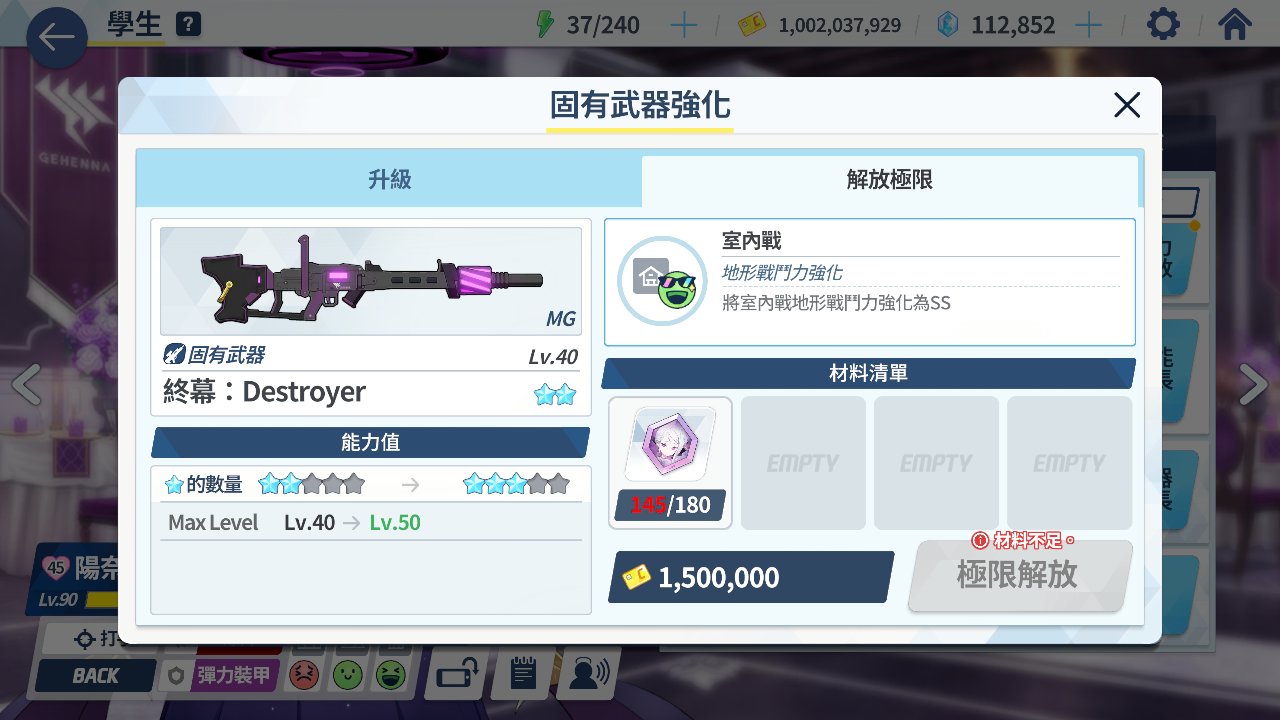 學生 ?
37/240
1,002,037,929
112,852
GEHENNA
固有武器強化
升級
解放極限
MG
固有武器
Lv.40
終幕：Destroyer
能力值
的數量
Max Level Lv.40 → Lv.50
室內戰
地形戰鬥力強化
將室內戰地形戰鬥力強化為SS
材料清單
145/180
EMPTY
EMPTY
EMPTY
1,500,000
材料不足。
極限解放
45 陽奈
Lv.90
BACK
彈力裝甲